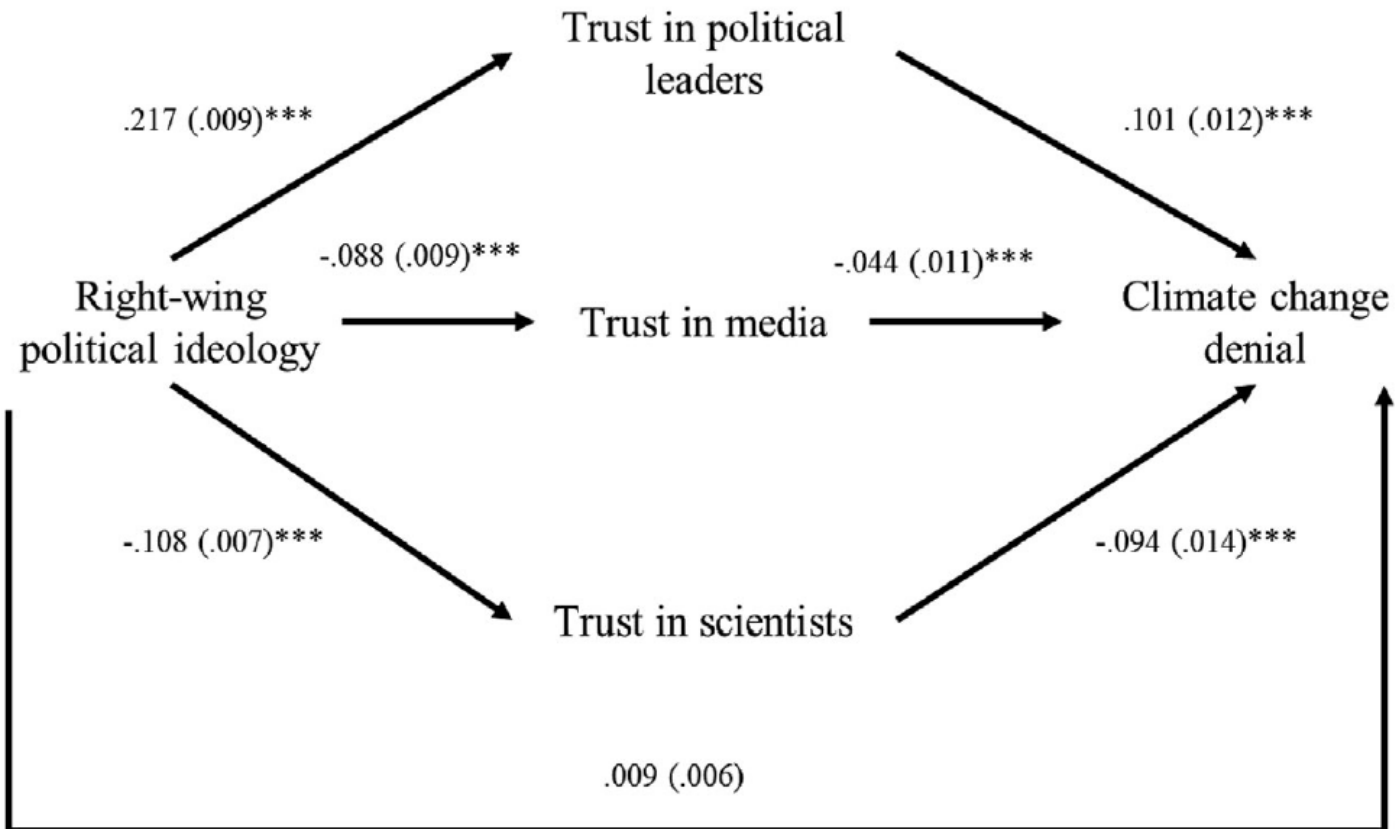 Trust in political
leaders
.217 (.009)***
.101 (.012)***
-.088 (.009)***
-.044 (.011)***
Right-wing
political ideology
Trust in media
Climate change
denial
-.108 (.007)***
-.094 (.014)***
Trust in scientists
.009 (.006)